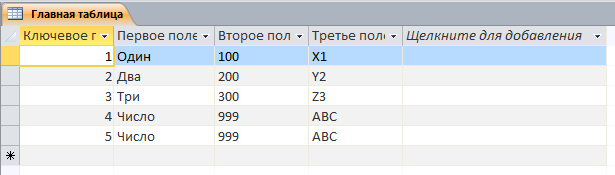 Главная таблица
Ключевое п Первое поле Второе пол Третье пол Щелкните для добавления
1 Один 100 X1
2 Два 200 Y2
3 Три 300 Z3
4 Число 999 ABC
5 Число 999 ABC